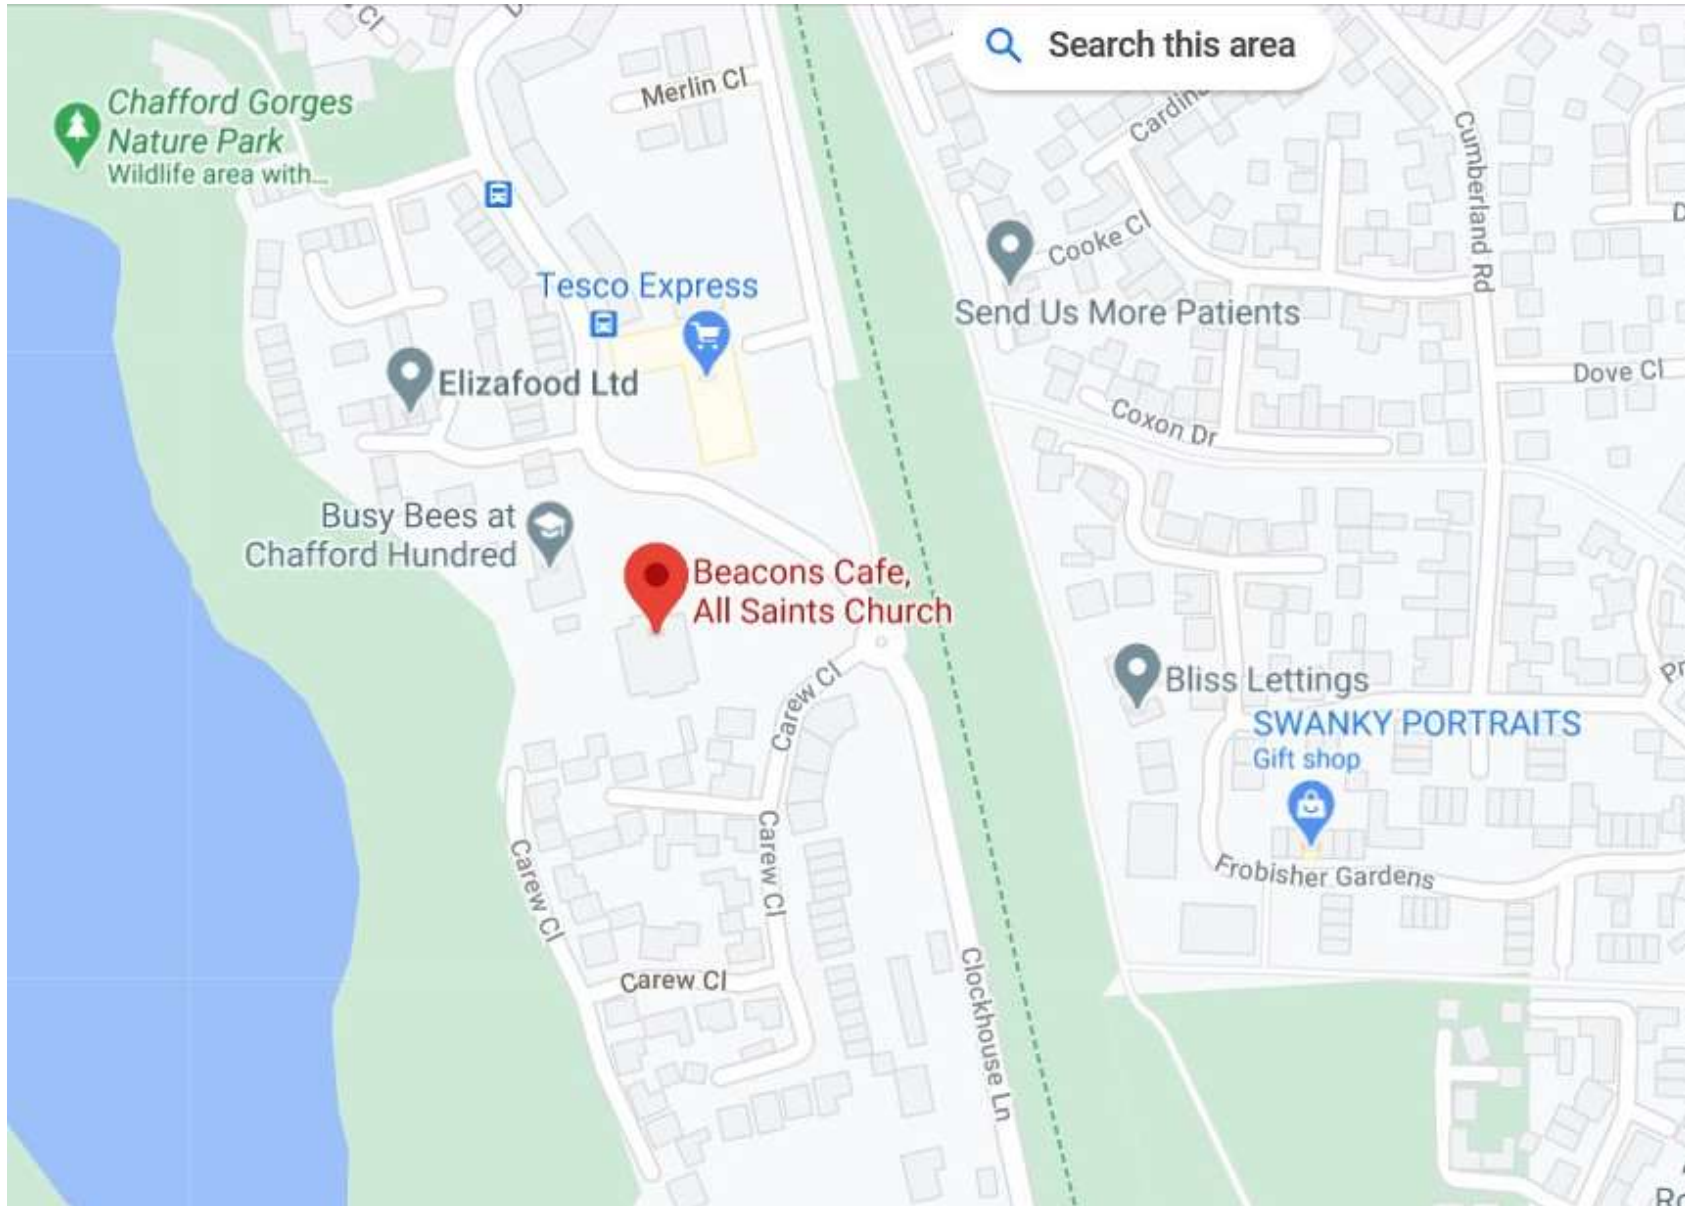 Search this area
Chafford Gorges
Nature Park
Wildlife area with...
Merlin Cl
Cumberland Rd
Cooke Cl
Send Us More Patients
Tesco Express
Elizafood Ltd
Dove Cl
Coxon Dr
Busy Bees at
Chafford Hundred
Beacons Cafe,
All Saints Church
Carew Cl
Bliss Lettings
SWANKY PORTRAITS
Gift shop
Carew Cl
Carew Cl
Frobisher Gardens
Carew Cl
Clockhouse Ln